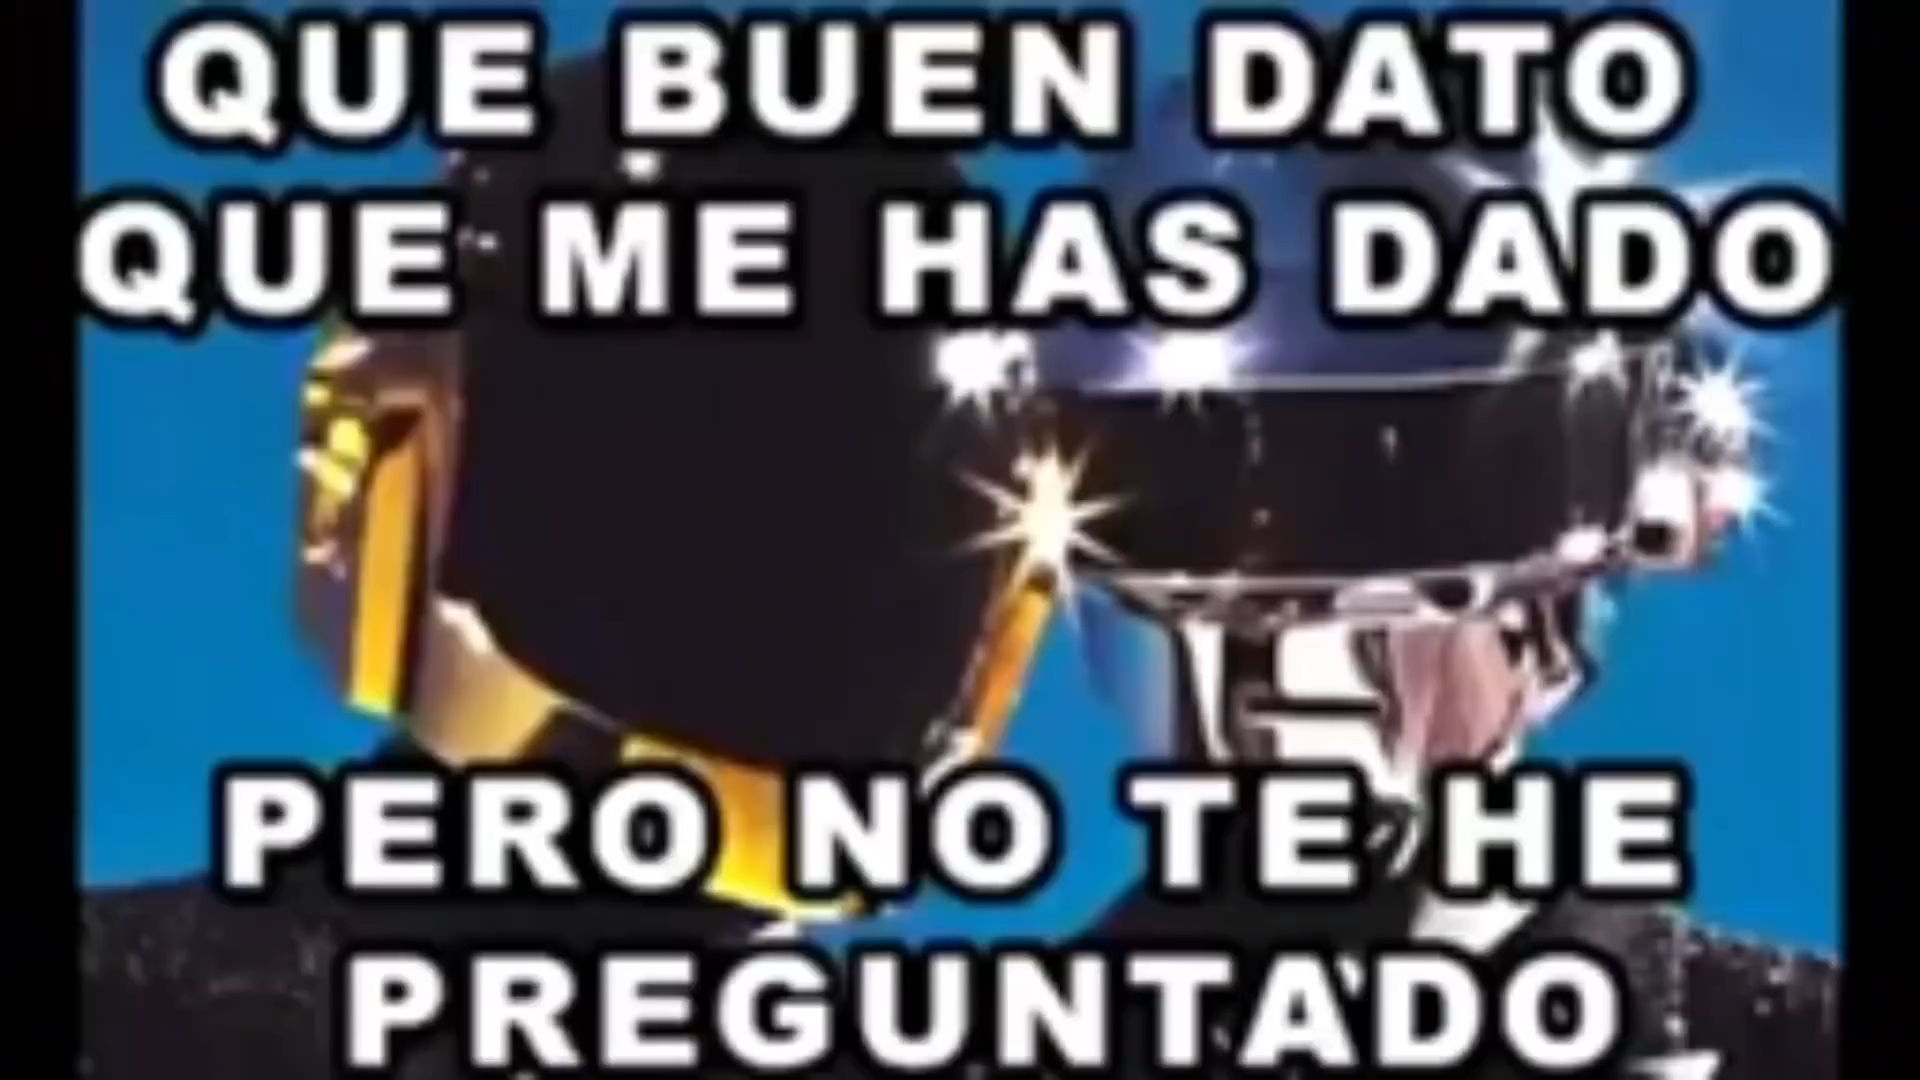 QUE BUEN DATO
QUE ME HAS DADO
PERO NO TE HE
PREGUNTADO